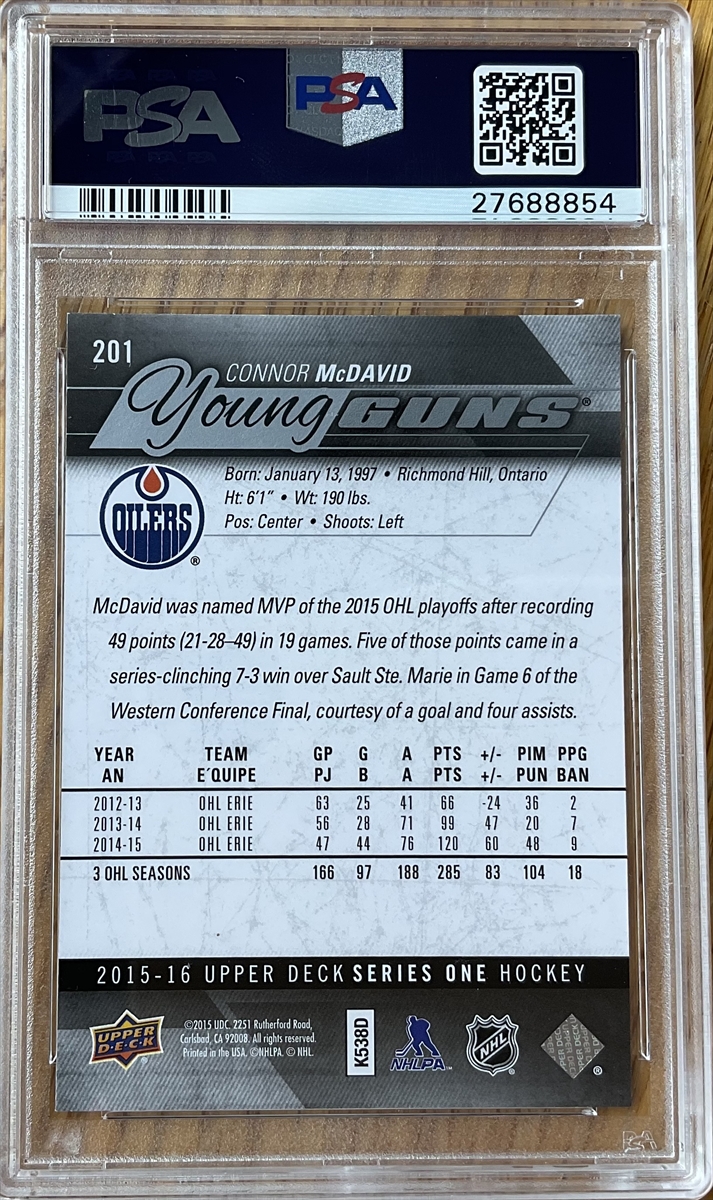 PSA
PSA
27688854
201
CONNOR McDAVID
Young GUNS®
Born: January 13, 1997 • Richmond Hill, Ontario
Ht: 6'1" • Wt: 190 lbs.
Pos: Center • Shoots: Left
OILERS
®
McDavid was named MVP of the 2015 OHL playoffs after recording
49 points (21-28–49) in 19 games. Five of those points came in a
series-clinching 7-3 win over Sault Ste. Marie in Game 6 of the
Western Conference Final, courtesy of a goal and four assists.
YEAR TEAM GP G A PTS +/- PIM PPG
AN E´QUIPE PJ B A PTS +/- PUN BAN
2012-13 OHL ERIE 63 25 41 66 -24 36 2
2013-14 OHL ERIE 56 28 71 99 47 20 7
2014-15 OHL ERIE 47 44 76 120 60 48 9
3 OHL SEASONS 166 97 188 285 83 104 18
2015-16 UPPER DECK SERIES ONE HOCKEY
UPPER DECK
©2015 UDC. 2251 Rutherford Road,
Carlsbad, CA 92008. All rights reserved.
Printed in the USA. ©NHLPA. © NHL.
K538D
NHLPA™
NHL®
®
PSA